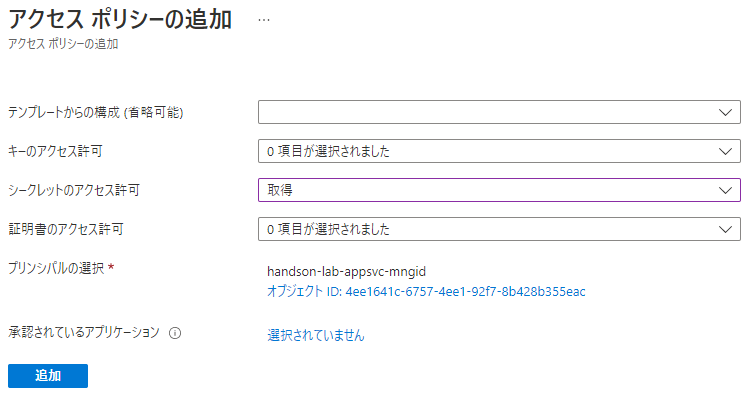 アクセス ポリシーの追加 …
アクセス ポリシーの追加
テンプレートからの構成 (省略可能)
キーのアクセス許可 0 項目が選択されました
シークレットのアクセス許可 取得
証明書のアクセス許可 0 項目が選択されました
プリンシパルの選択 * handson-lab-appsvc-mngid
オブジェクト ID: 4ee1641c-6757-4ee1-92f7-8b428b355eac
承認されているアプリケーション 選択されていません
追加